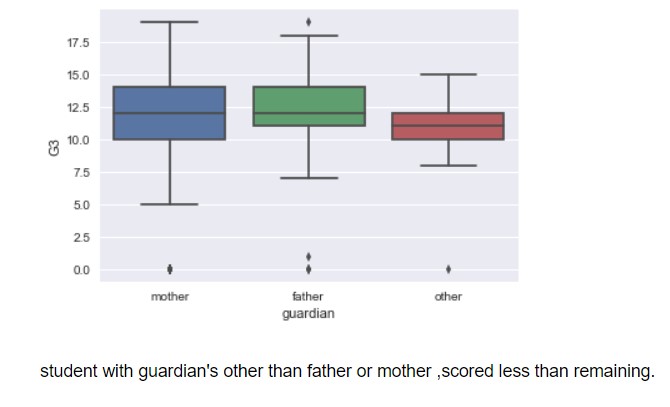 17.5
15.0
12.5
10.0
G3
7.5
5.0
2.5
0.0
mother father other
guardian
student with guardian's other than father or mother ,scored less than remaining.